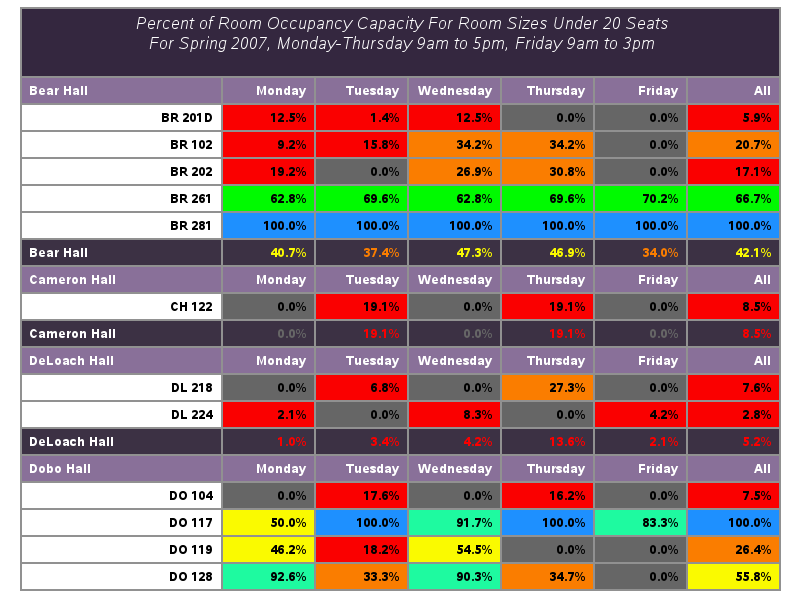 Percent of Room Occupancy Capacity For Room Sizes Under 20 Seats
For Spring 2007, Monday-Thursday 9am to 5pm, Friday 9am to 3pm
Bear Hall Monday Tuesday Wednesday Thursday Friday All
BR 201D 12.5% 1.4% 12.5% 0.0% 0.0% 5.9%
BR 102 9.2% 15.8% 34.2% 34.2% 0.0% 20.7%
BR 202 19.2% 0.0% 26.9% 30.8% 0.0% 17.1%
BR 261 62.8% 69.6% 62.8% 69.6% 70.2% 66.7%
BR 281 100.0% 100.0% 100.0% 100.0% 100.0% 100.0%
Bear Hall 40.7% 37.4% 47.3% 46.9% 34.0% 42.1%
Cameron Hall Monday Tuesday Wednesday Thursday Friday All
CH 122 0.0% 19.1% 0.0% 19.1% 0.0% 8.5%
Cameron Hall 0.0% 19.1% 0.0% 19.1% 0.0% 8.5%
DeLoach Hall Monday Tuesday Wednesday Thursday Friday All
DL 218 0.0% 6.8% 0.0% 27.3% 0.0% 7.6%
DL 224 2.1% 0.0% 8.3% 0.0% 4.2% 2.8%
DeLoach Hall 1.0% 3.4% 4.2% 13.6% 2.1% 5.2%
Dobo Hall Monday Tuesday Wednesday Thursday Friday All
DO 104 0.0% 17.6% 0.0% 16.2% 0.0% 7.5%
DO 117 50.0% 100.0% 91.7% 100.0% 83.3% 100.0%
DO 119 46.2% 18.2% 54.5% 0.0% 0.0% 26.4%
DO 128 92.6% 33.3% 90.3% 34.7% 0.0% 55.8%